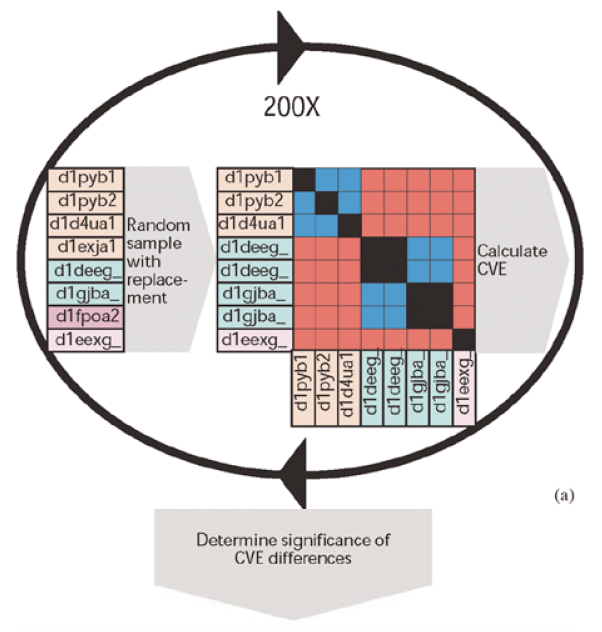 200X
d1pyb1
d1pyb2
d1d4ua1
d1exja1
d1deeg_
d1gjba_
d1fpoa2
d1eexg_
Random
sample
with
replace-
ment
d1pyb1
d1pyb2
d1d4ua1
d1deeg_
d1deeg_
d1gjba_
d1gjba_
d1eexg_
Calculate
CVE
d1pyb1
d1pyb2
d1d4ua1
d1deeg_
d1deeg_
d1gjba_
d1gjba_
d1eexg_
(a)
Determine significance of
CVE differences